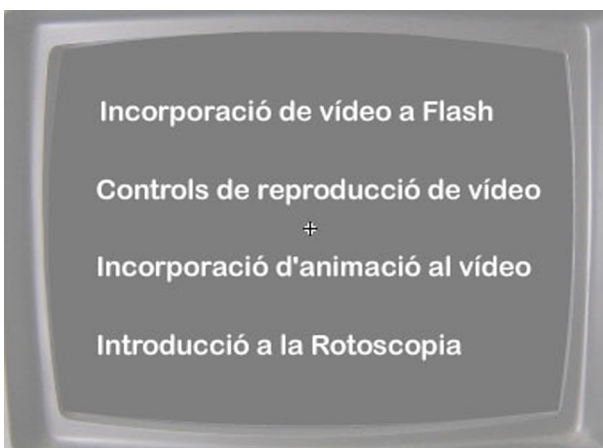 Incorporació de vídeo a Flash
Controls de reproducció de vídeo
Incorporació d'animació al vídeo
Introducció a la Rotoscopia